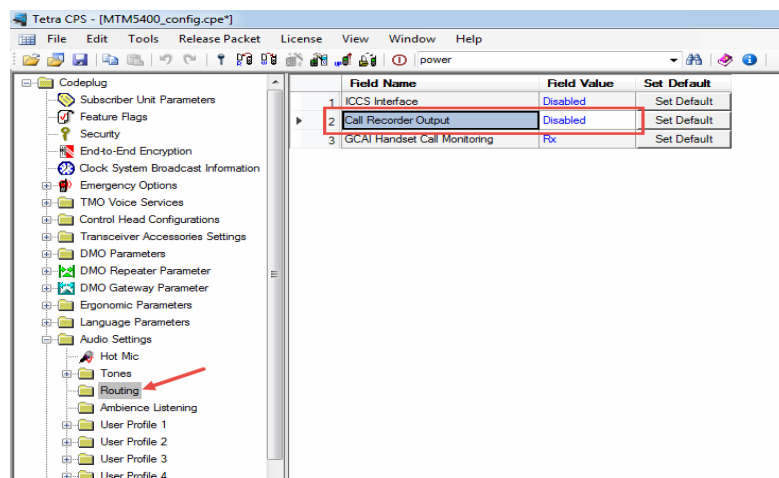 Tetra CPS - [MTM5400_config.cpe*]
File Edit Tools Release Packet License View Window Help
power
Codeplug
Subscriber Unit Parameters
Feature Flags
Security
End-to-End Encryption
Clock System Broadcast Information
Emergency Options
TMO Voice Services
Control Head Configurations
Transceiver Accessories Settings
DMO Parameters
DMO Repeater Parameter
DMO Gateway Parameter
Ergonomic Parameters
Language Parameters
Audio Settings
Hot Mic
Tones
Routing
Ambience Listening
User Profile 1
User Profile 2
User Profile 3
User Profile 4
Field Name Field Value Set Default
1 ICCS Interface Disabled Set Default
2 Call Recorder Output Disabled Set Default
3 GCAI Handset Call Monitoring Rx Set Default